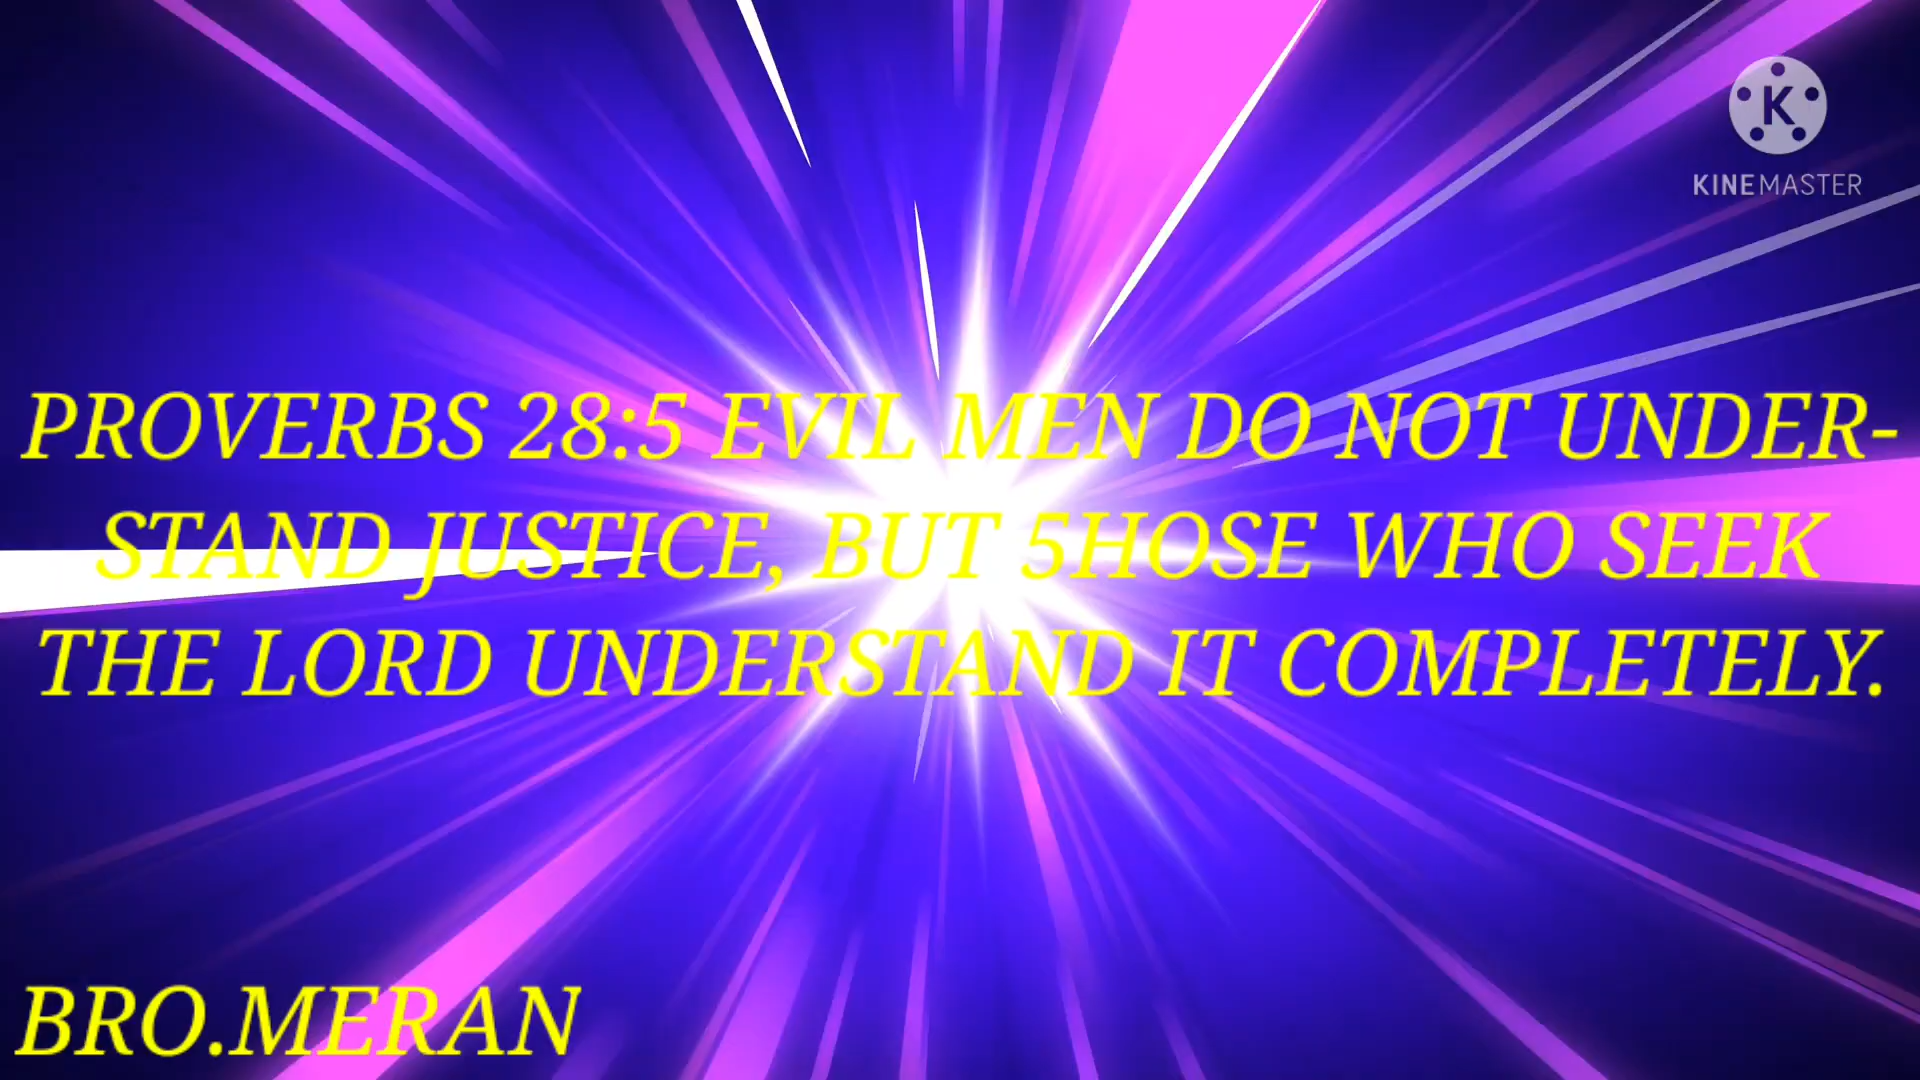 K
KINEMASTER
PROVERBS 28:5 EVIL MEN DO NOT UNDER-
STAND JUSTICE, BUT 5HOSE WHO SEEK
THE LORD UNDERSTAND IT COMPLETELY.
BRO.MERAN